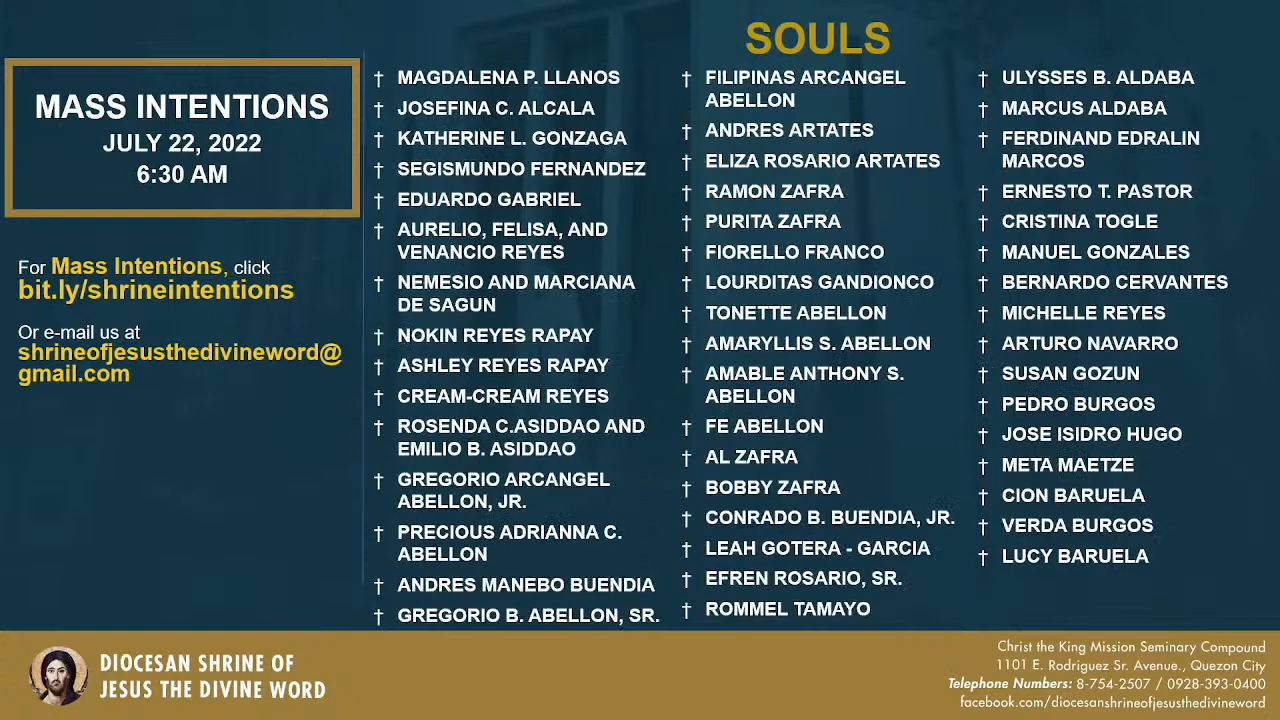 SOULS
MASS INTENTIONS
JULY 22, 2022
6:30 AM
For Mass Intentions, click
bit.ly/shrineintentions
Or e-mail us at
shrineofjesusthedivineword@
gmail.com
† MAGDALENA P. LLANOS
† JOSEFINA C. ALCALA
† KATHERINE L. GONZAGA
† SEGISMUNDO FERNANDEZ
† EDUARDO GABRIEL
† AURELIO, FELISA, AND
VENANCIO REYES
† NEMESIO AND MARCIANA
DE SAGUN
† NOKIN REYES RAPAY
† ASHLEY REYES RAPAY
† CREAM-CREAM REYES
† ROSENDA C.ASIDDAO AND
EMILIO B. ASIDDAO
† GREGORIO ARCANGEL
ABELLON, JR.
† PRECIOUS ADRIANNA C.
ABELLON
† ANDRES MANEBO BUENDIA
† GREGORIO B. ABELLON, SR.
† FILIPINAS ARCANGEL
ABELLON
† ANDRES ARTATES
† ELIZA ROSARIO ARTATES
† RAMON ZAFRA
† PURITA ZAFRA
† FIORELLO FRANCO
† LOURDITAS GANDIONCO
† TONETTE ABELLON
† AMARYLLIS S. ABELLON
† AMABLE ANTHONY S.
ABELLON
† FE ABELLON
† AL ZAFRA
† BOBBY ZAFRA
† CONRADO B. BUENDIA, JR.
† LEAH GOTERA - GARCIA
† EFREN ROSARIO, SR.
† ROMMEL TAMAYO
† ULYSSES B. ALDABA
† MARCUS ALDABA
† FERDINAND EDRALIN
MARCOS
† ERNESTO T. PASTOR
† CRISTINA TOGLE
† MANUEL GONZALES
† BERNARDO CERVANTES
† MICHELLE REYES
† ARTURO NAVARRO
† SUSAN GOZUN
† PEDRO BURGOS
† JOSE ISIDRO HUGO
† META MAETZE
† CION BARUELA
† VERDA BURGOS
† LUCY BARUELA
DIOCESAN SHRINE OF
JESUS THE DIVINE WORD
Christ the King Mission Seminary Compound
1101 E. Rodriguez Sr. Avenue., Quezon City
Telephone Numbers: 8-754-2507 / 0928-393-0400
facebook.com/diocesanshrineofjesusthedivineword